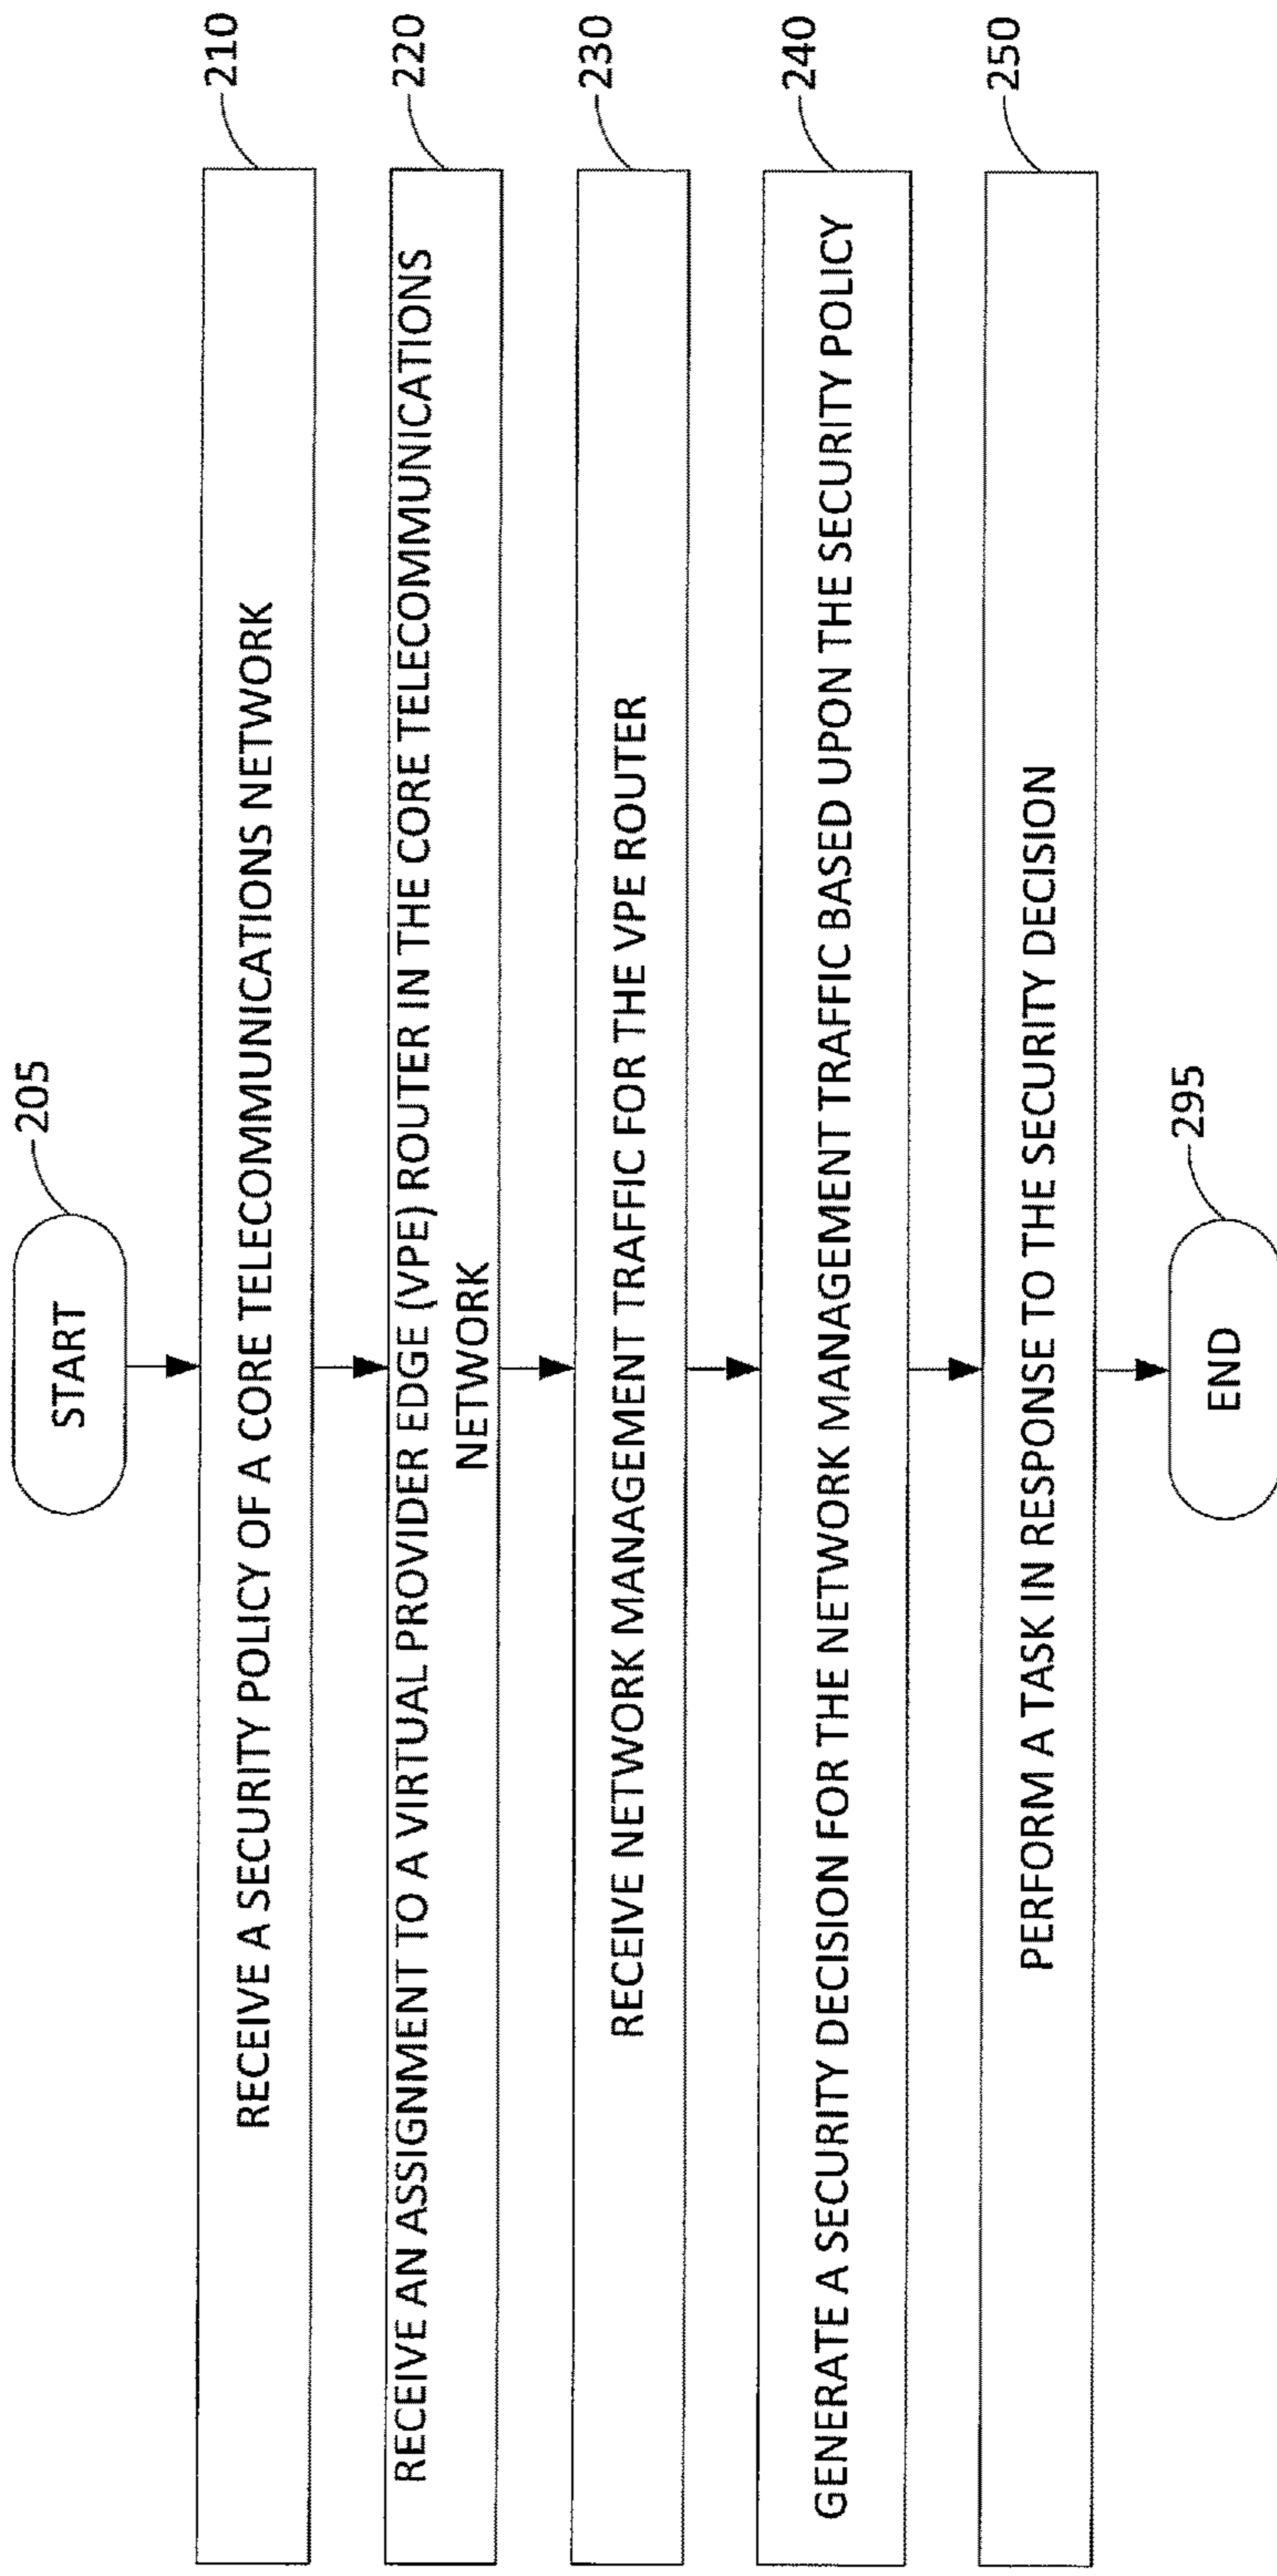 START
205
RECEIVE A SECURITY POLICY OF A CORE TELECOMMUNICATIONS NETWORK
210
RECEIVE AN ASSIGNMENT TO A VIRTUAL PROVIDER EDGE (VPE) ROUTER IN THE CORE TELECOMMUNICATIONS
NETWORK
220
RECEIVE NETWORK MANAGEMENT TRAFFIC FOR THE VPE ROUTER
230
GENERATE A SECURITY DECISION FOR THE NETWORK MANAGEMENT TRAFFIC BASED UPON THE SECURITY POLICY
240
PERFORM A TASK IN RESPONSE TO THE SECURITY DECISION
250
END
295